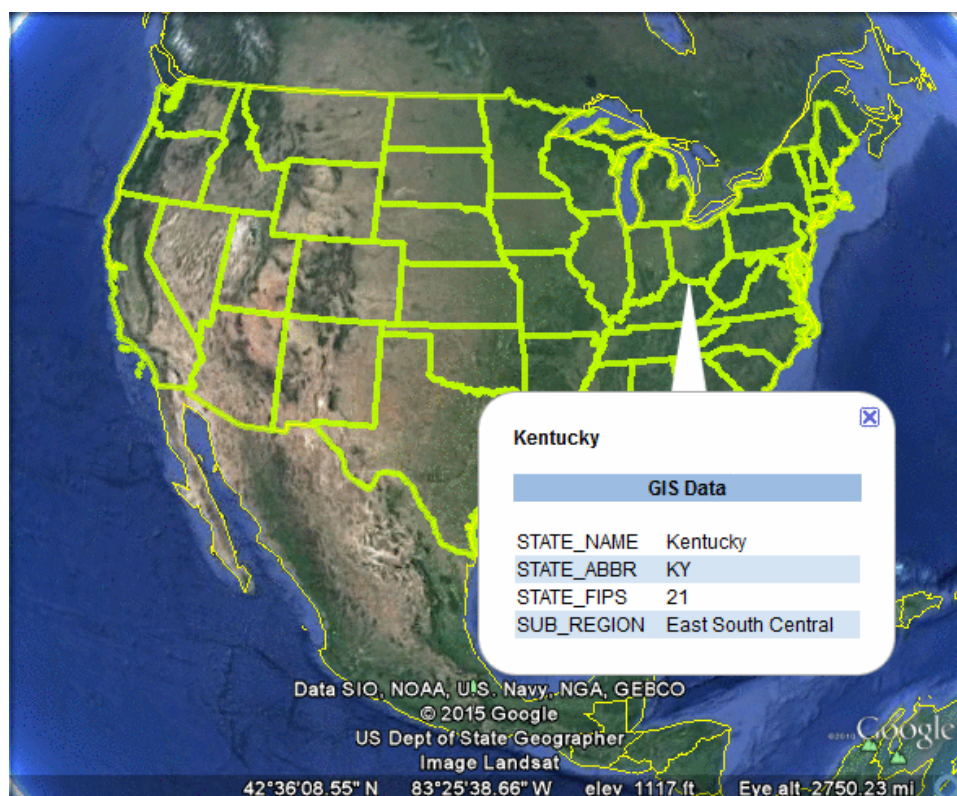 Kentucky
GIS Data
STATE_NAME Kentucky
STATE_ABBR KY
STATE_FIPS 21
SUB_REGION East South Central
Data SIO, NOAA, U.S. Navy, NGA, GEBCO
© 2015 Google
US Dept of State Geographer
Image Landsat
©2010 Google
42°36'08.55" N 83°25'38.66" W elev 1117 ft Eye alt 2750.23 mi